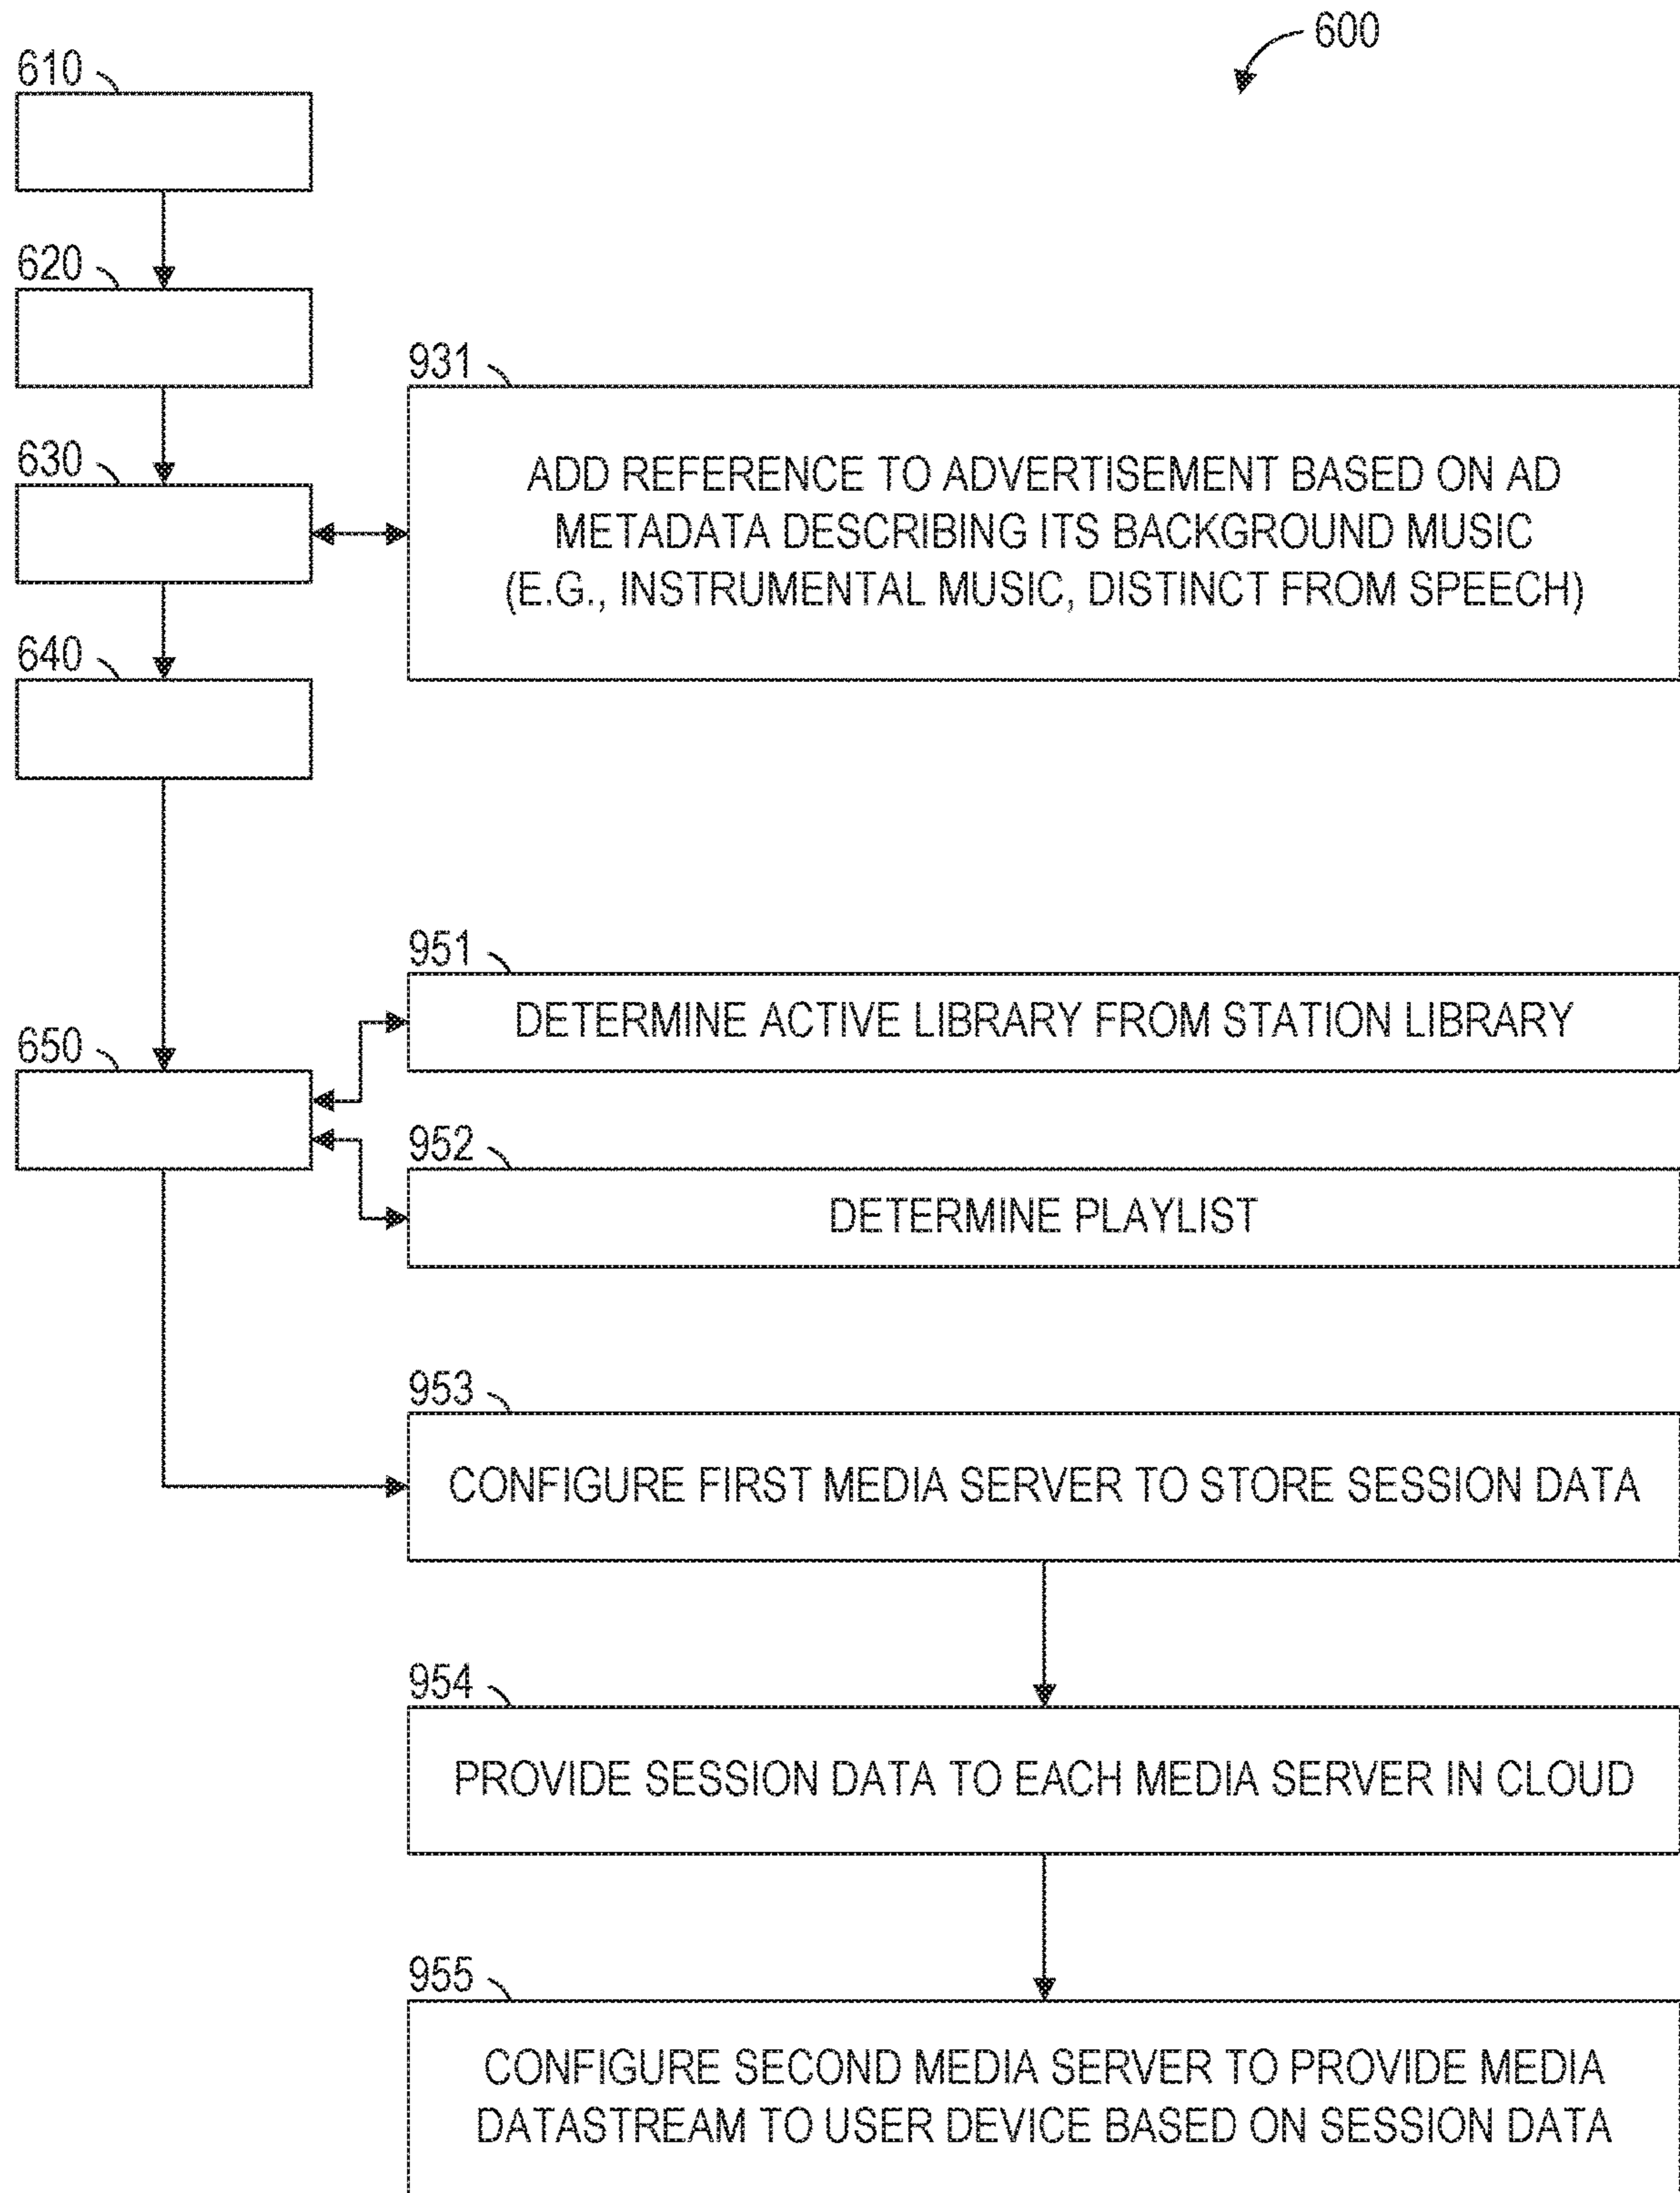 600
610
620
630
931
ADD REFERENCE TO ADVERTISEMENT BASED ON AD
METADATA DESCRIBING ITS BACKGROUND MUSIC
(E.G., INSTRUMENTAL MUSIC, DISTINCT FROM SPEECH)
640
951
DETERMINE ACTIVE LIBRARY FROM STATION LIBRARY
650
952
DETERMINE PLAYLIST
953
CONFIGURE FIRST MEDIA SERVER TO STORE SESSION DATA
954
PROVIDE SESSION DATA TO EACH MEDIA SERVER IN CLOUD
955
CONFIGURE SECOND MEDIA SERVER TO PROVIDE MEDIA
DATASTREAM TO USER DEVICE BASED ON SESSION DATA